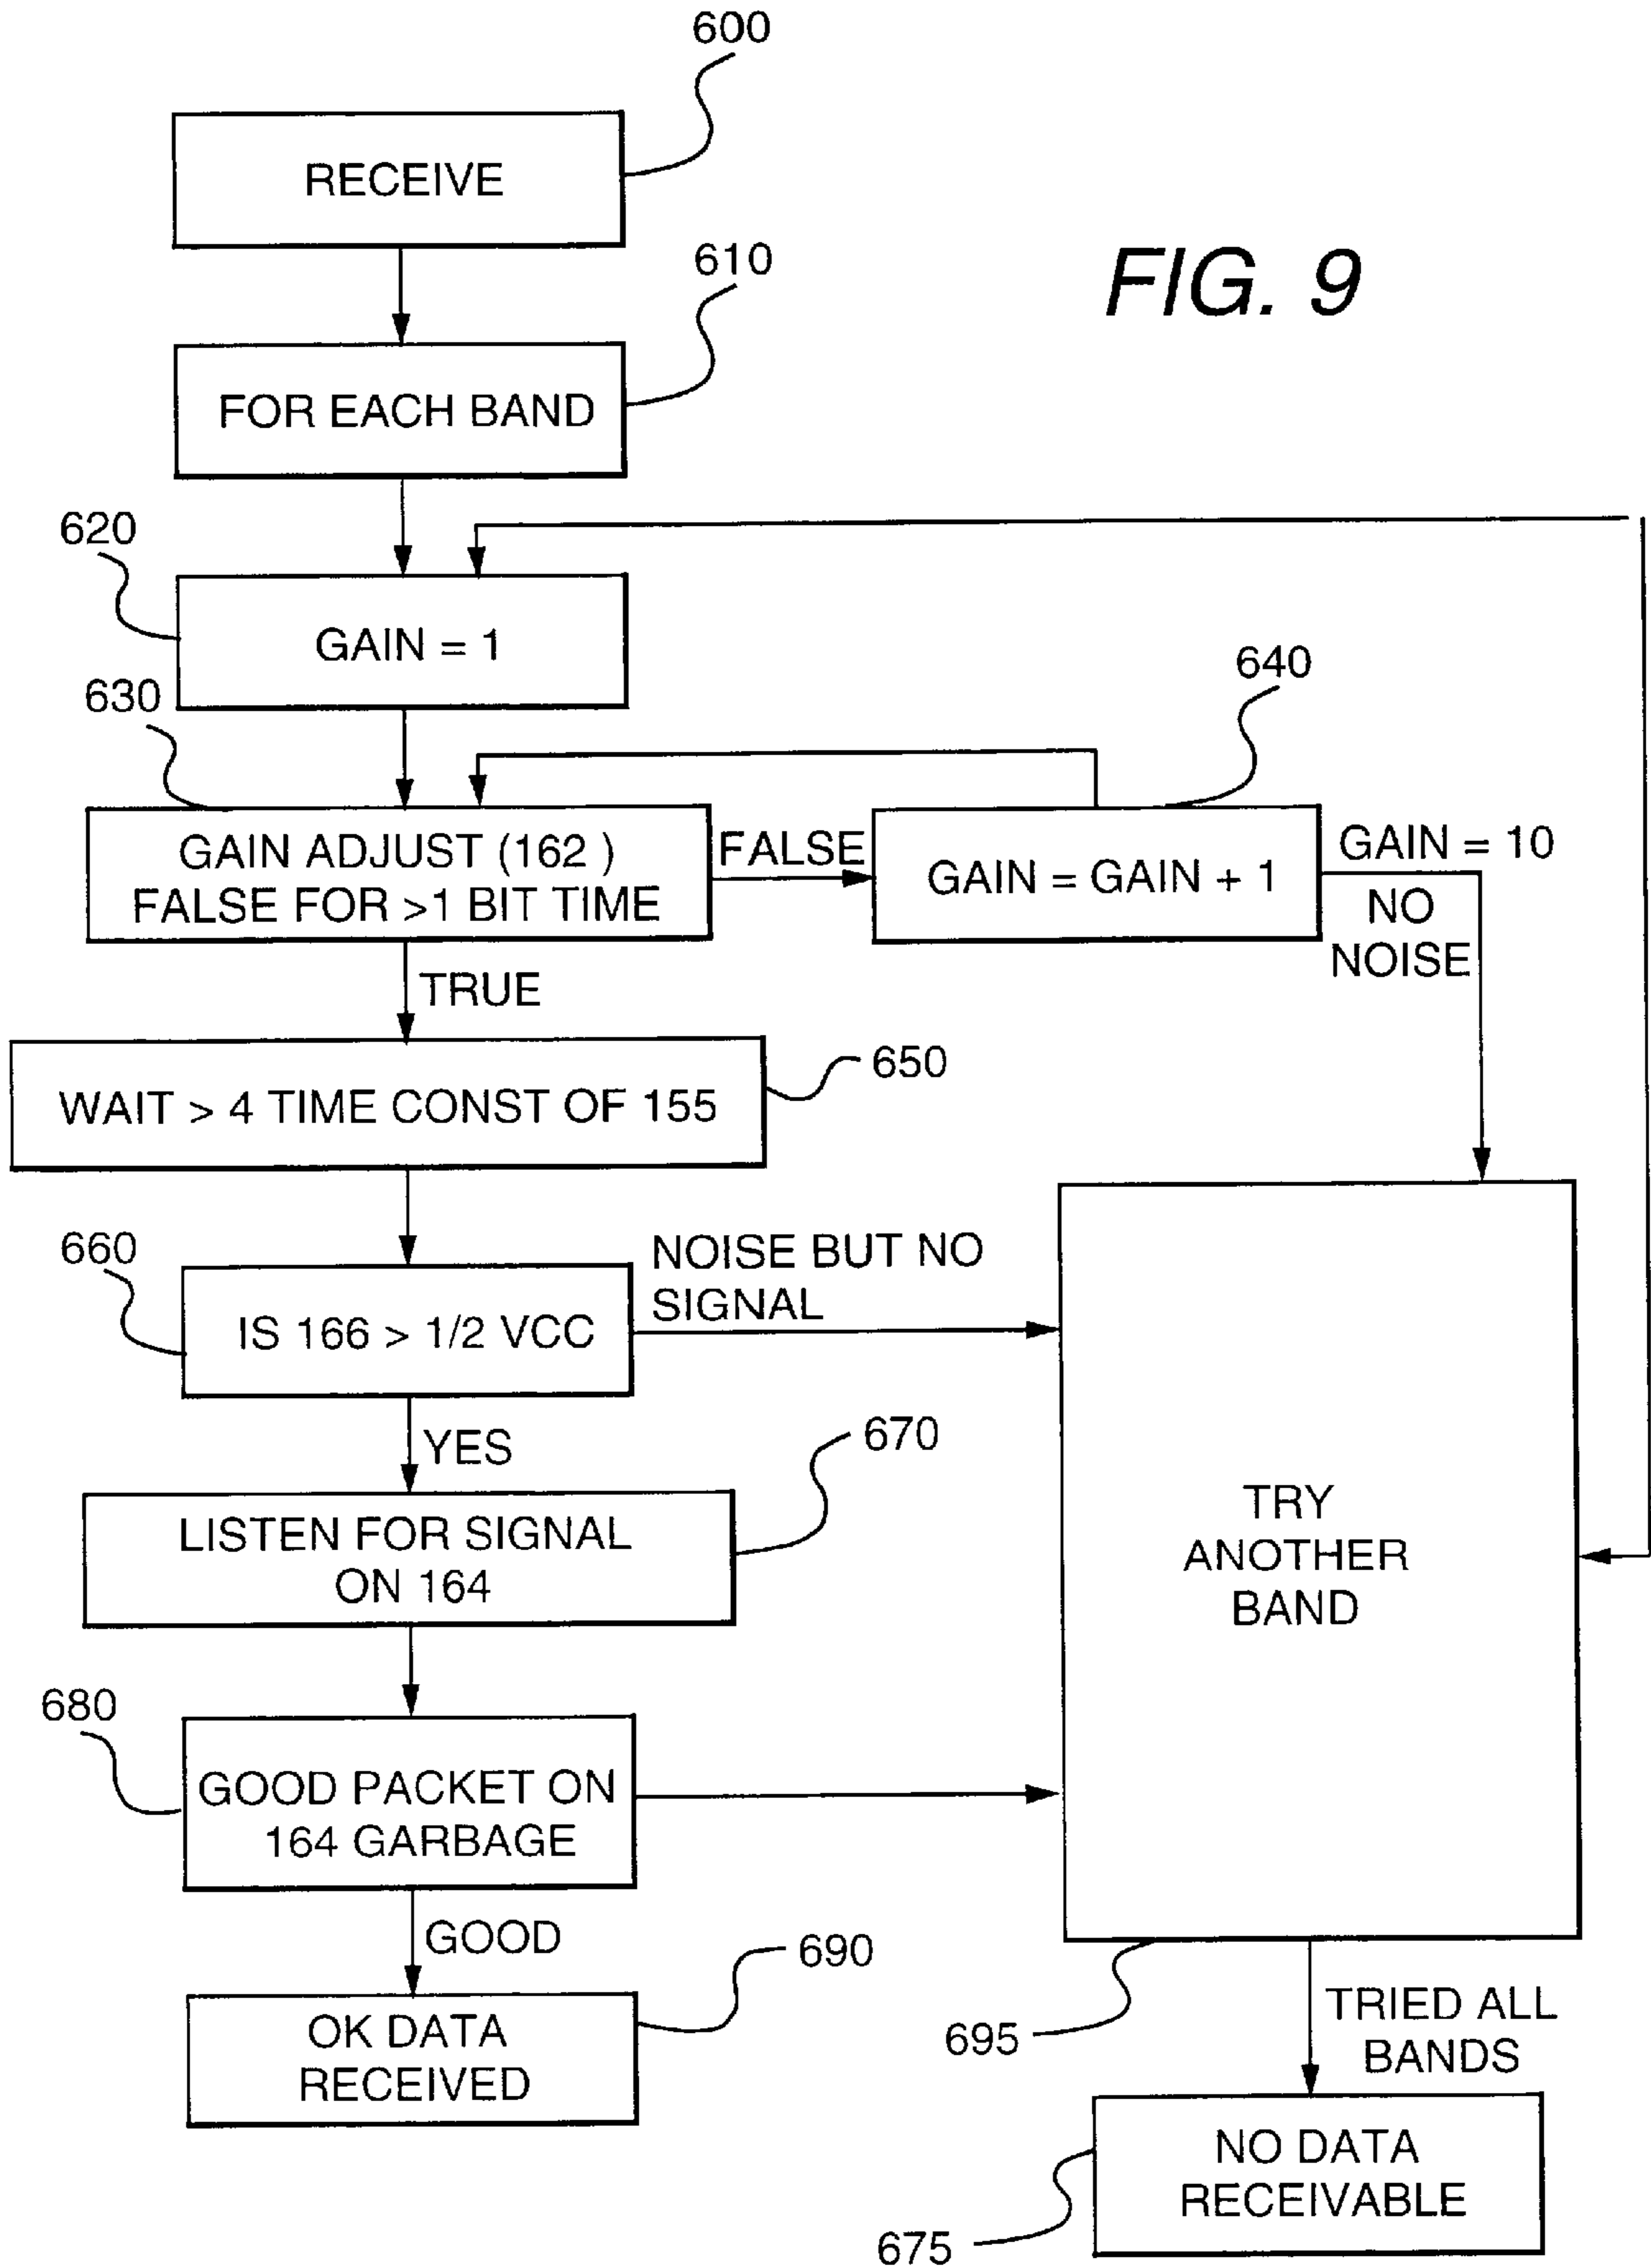 600
RECEIVE
610
FIG. 9
FOR EACH BAND
620
GAIN = 1
630
640
GAIN ADJUST (162 )
FALSE FOR >1 BIT TIME
FALSE
GAIN = GAIN + 1
GAIN = 10
NO
NOISE
TRUE
650
WAIT > 4 TIME CONST OF 155
660
NOISE BUT NO
SIGNAL
IS 166 > 1/2 VCC
YES
670
LISTEN FOR SIGNAL
ON 164
TRY
ANOTHER
BAND
680
GOOD PACKET ON
164 GARBAGE
GOOD
690
OK DATA
RECEIVED
695
TRIED ALL
BANDS
NO DATA
RECEIVABLE
675